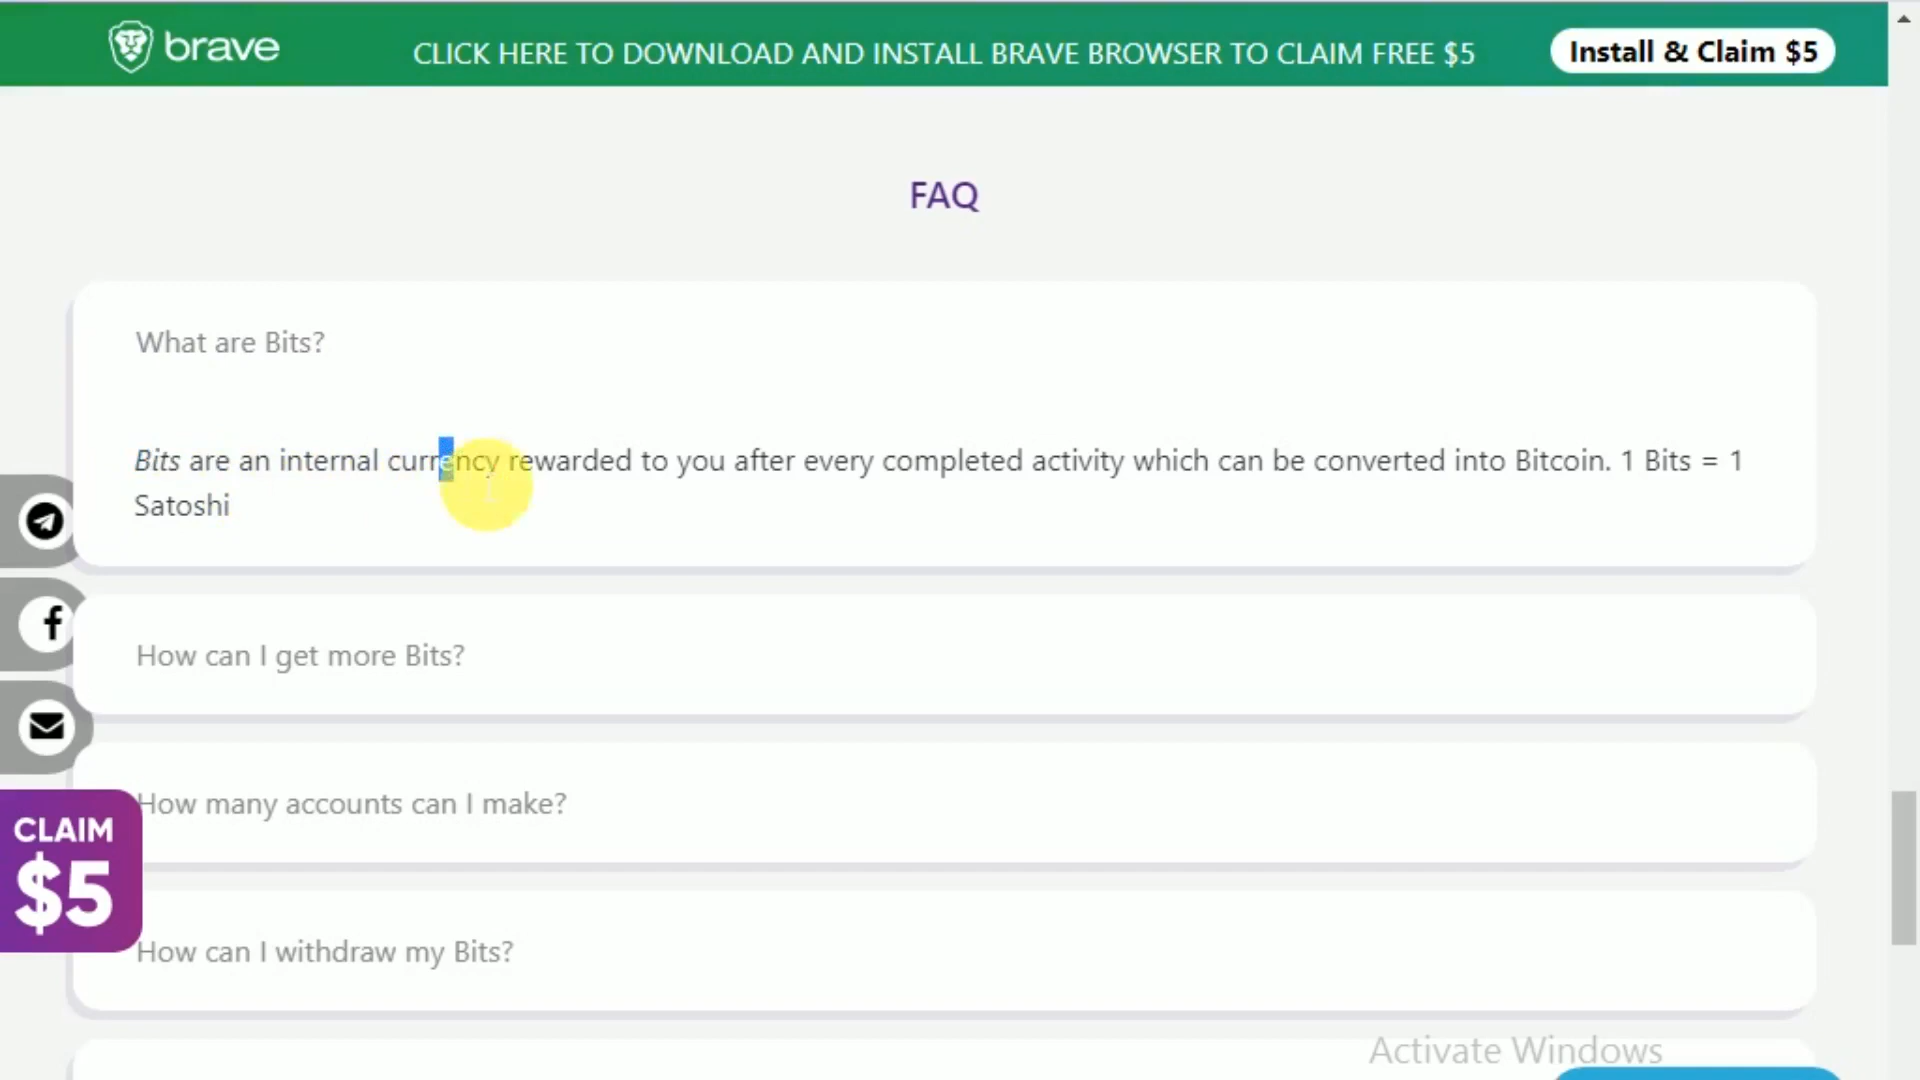 brave
CLICK HERE TO DOWNLOAD AND INSTALL BRAVE BROWSER TO CLAIM FREE $5
Install & Claim $5
FAQ
What are Bits?
Bits are an internal currency rewarded to you after every completed activity which can be converted into Bitcoin. 1 Bits = 1
Satoshi
How can I get more Bits?
How many accounts can I make?
CLAIM
$5
How can I withdraw my Bits?
Activate Windows